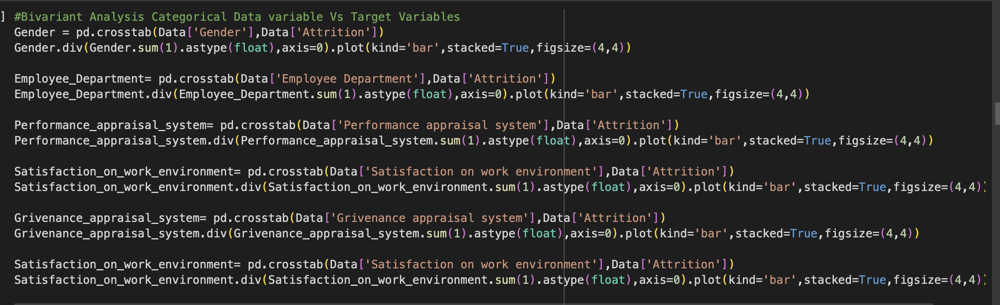 ] #Bivariant Analysis Categorical Data variable Vs Target Variables
Gender = pd.crosstab(Data['Gender'],Data['Attrition'])
Gender.div(Gender.sum(1).astype(float),axis=0).plot(kind='bar',stacked=True,figsize=(4,4))
Employee_Department= pd.crosstab(Data['Employee Department'],Data['Attrition'])
Employee_Department.div(Employee_Department.sum(1).astype(float),axis=0).plot(kind='bar',stacked=True,figsize=(4,4))
Performance_appraisal_system= pd.crosstab(Data['Performance appraisal system'],Data['Attrition'])
Performance_appraisal_system.div(Performance_appraisal_system.sum(1).astype(float),axis=0).plot(kind='bar',stacked=True,figsize=(4,4))
Satisfaction_on_work_environment= pd.crosstab(Data['Satisfaction on work environment'],Data['Attrition'])
Satisfaction_on_work_environment.div(Satisfaction_on_work_environment.sum(1).astype(float),axis=0).plot(kind='bar',stacked=True,figsize=(4,4))
Grivenance_appraisal_system= pd.crosstab(Data['Grivenance appraisal system'],Data['Attrition'])
Grivenance_appraisal_system.div(Grivenance_appraisal_system.sum(1).astype(float),axis=0).plot(kind='bar',stacked=True,figsize=(4,4))
Satisfaction_on_work_environment= pd.crosstab(Data['Satisfaction on work environment'],Data['Attrition'])
Satisfaction_on_work_environment.div(Satisfaction_on_work_environment.sum(1).astype(float),axis=0).plot(kind='bar',stacked=True,figsize=(4,4))